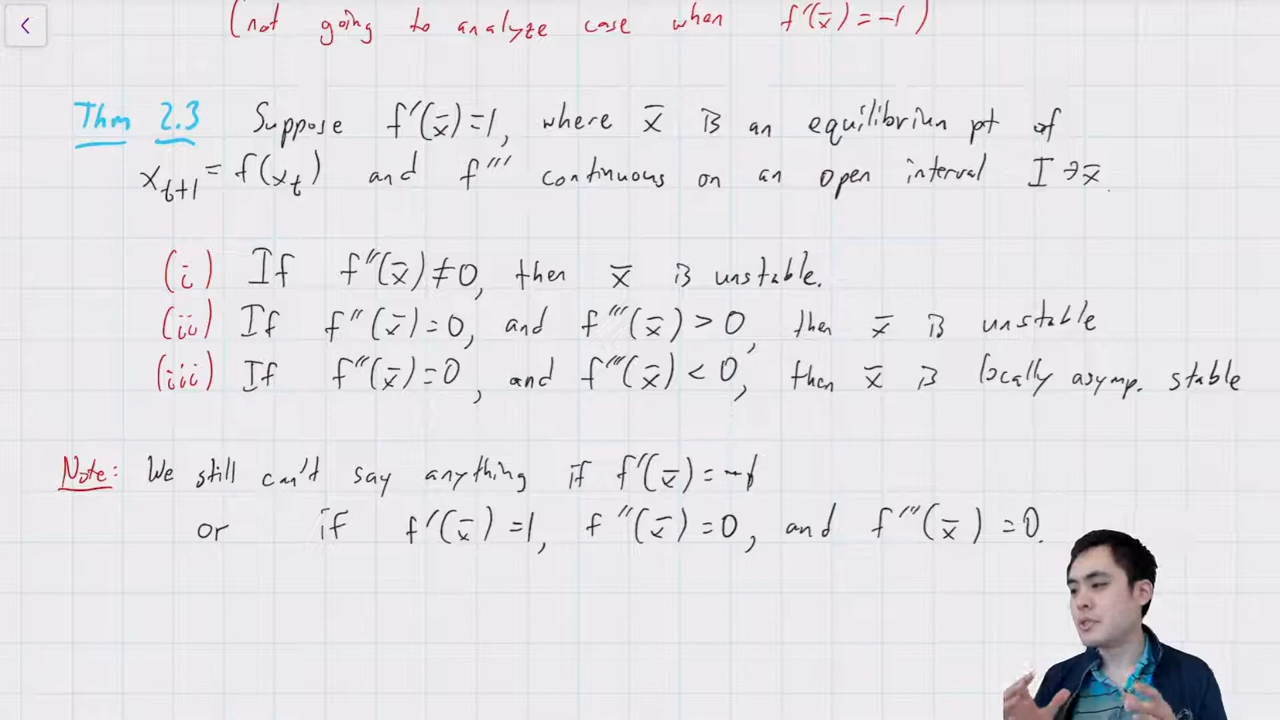 (not going to analyze case when f'(x̄)=-1)
Thm 2.3 Suppose f'(x̄)=1, where x̄ is an equilibrium pt of
x_{t+1} = f(x_t) and f''' continuous on an open interval I ∋ x̄.
(i) If f''(x̄)≠0, then x̄ is unstable.
(ii) If f''(x̄)=0, and f'''(x̄) > 0, then x̄ is unstable
(iii) If f''(x̄)=0, and f'''(x̄) < 0, then x̄ is locally asymp. stable
Note: We still can't say anything if f'(x̄)=-1
or if f'(x̄)=1, f''(x̄)=0, and f'''(x̄)=0.